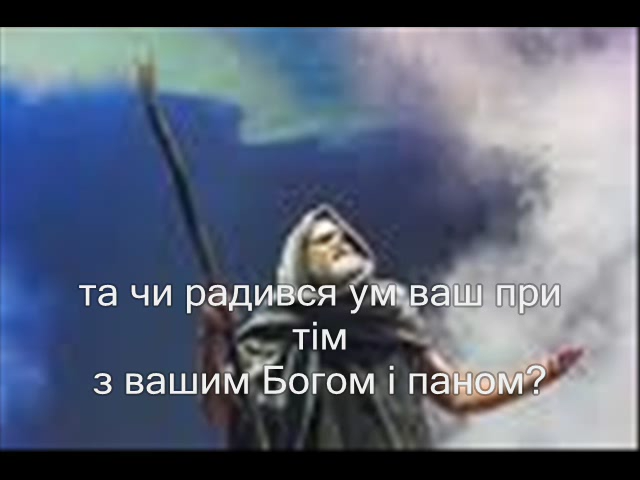 та чи радився ум ваш при
тім
з вашим Богом і паном?